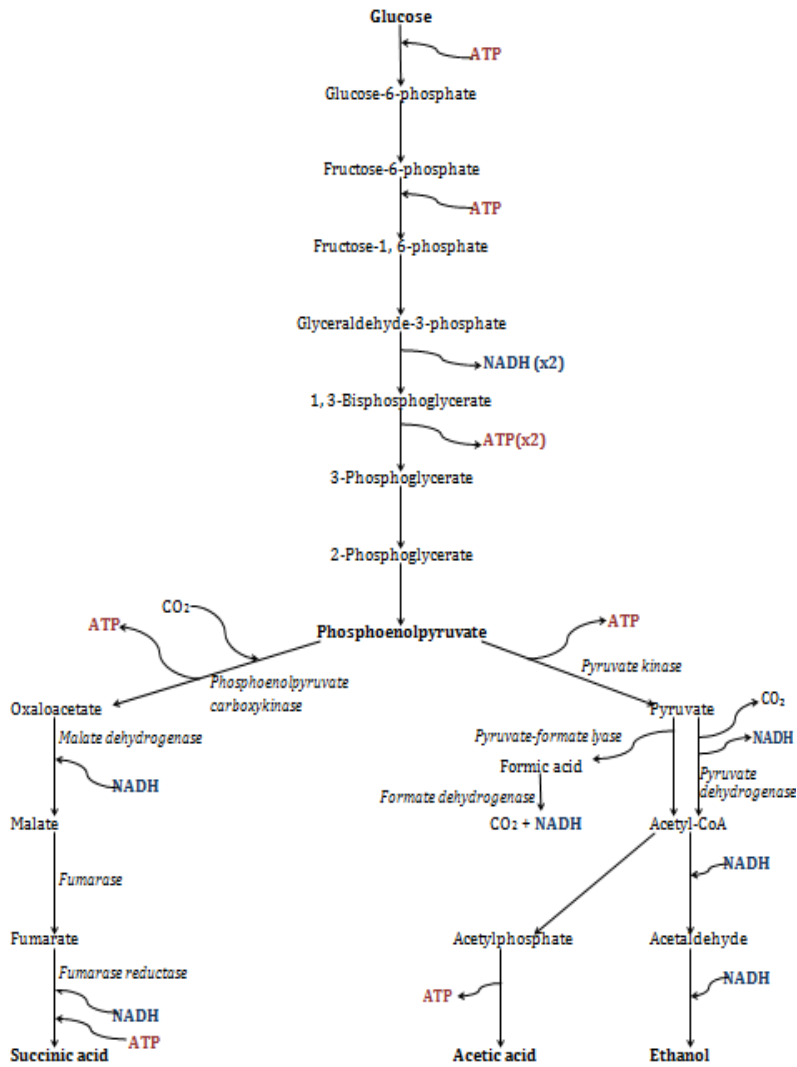 Glucose
ATP
Glucose-6-phosphate
Fructose-6-phosphate
ATP
Fructose-1, 6-phosphate
Glyceraldehyde-3-phosphate
NADH (x2)
1, 3-Bisphosphoglycerate
ATP(x2)
3-Phosphoglycerate
2-Phosphoglycerate
CO₂
ATP
Phosphoenolpyruvate
ATP
Phosphoenolpyruvate
carboxykinase
Pyruvate kinase
Oxaloacetate
Pyruvate
CO₂
Malate dehydrogenase
Pyruvate-formate lyase
NADH
Formic acid
Pyruvate
dehydrogenase
NADH
Formate dehydrogenase
CO₂ + NADH
Malate
Acetyl-CoA
NADH
Fumarase
Fumarate
Acetylphosphate
Acetaldehyde
Fumarase reductase
NADH
NADH
ATP
ATP
Succinic acid
Acetic acid
Ethanol